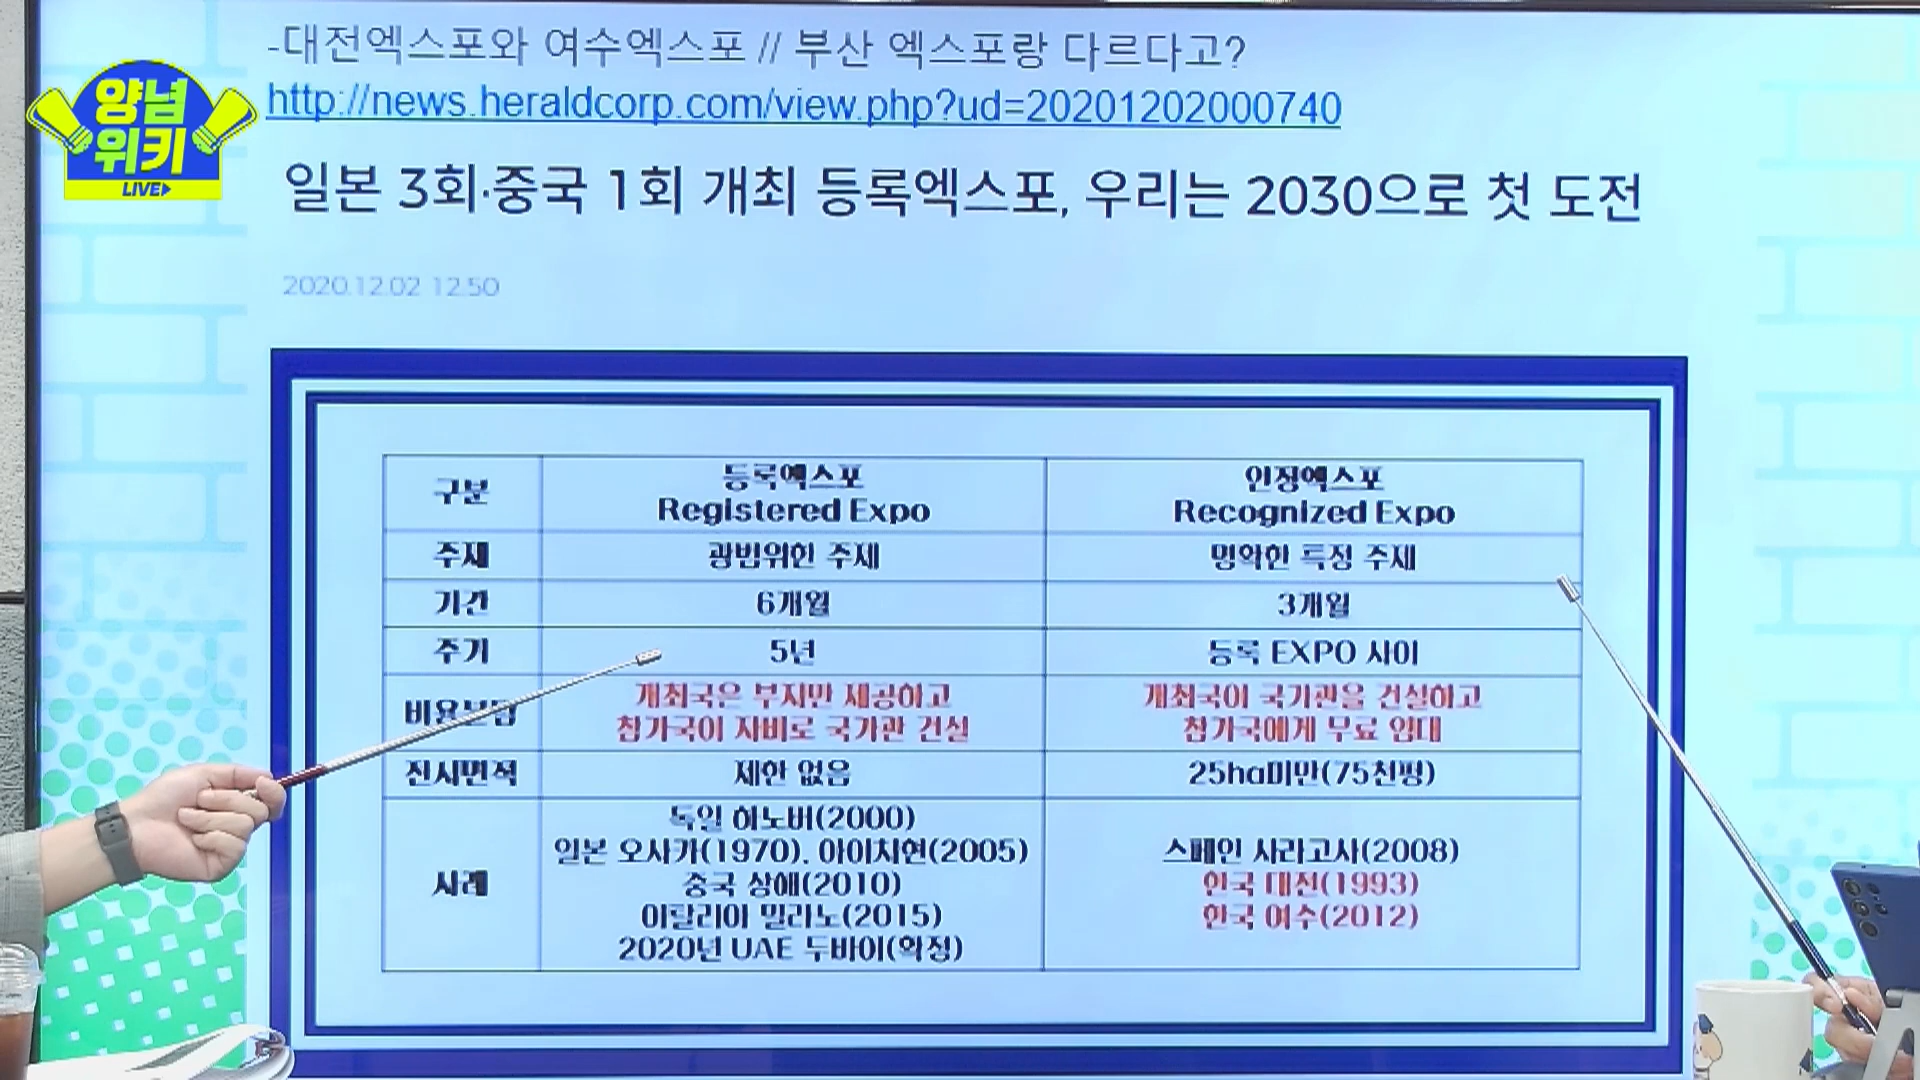 양념
위키
LIVE
-대전엑스포와 여수엑스포 // 부산 엑스포랑 다르다고?
http://news.heraldcorp.com/view.php?ud=20201202000740
일본 3회·중국 1회 개최 등록엑스포, 우리는 2030으로 첫 도전
2020.12.02 12:50
구분
등록엑스포
Registered Expo
인정엑스포
Recognized Expo
주제
광범위한 주제
명확한 특정 주제
기간
6개월
3개월
주기
5년
등록 EXPO 사이
비용부담
개최국은 부지만 제공하고
참가국이 자비로 국가관 건설
개최국이 국가관을 건설하고
참가국에게 무료 임대
전시면적
제한 없음
25ha미만(75천평)
사례
독일 하노버(2000)
일본 오사카(1970), 아이치현(2005)
중국 상해(2010)
이탈리아 밀라노(2015)
2020년 UAE 두바이(확정)
스페인 사라고사(2008)
한국 대전(1993)
한국 여수(2012)